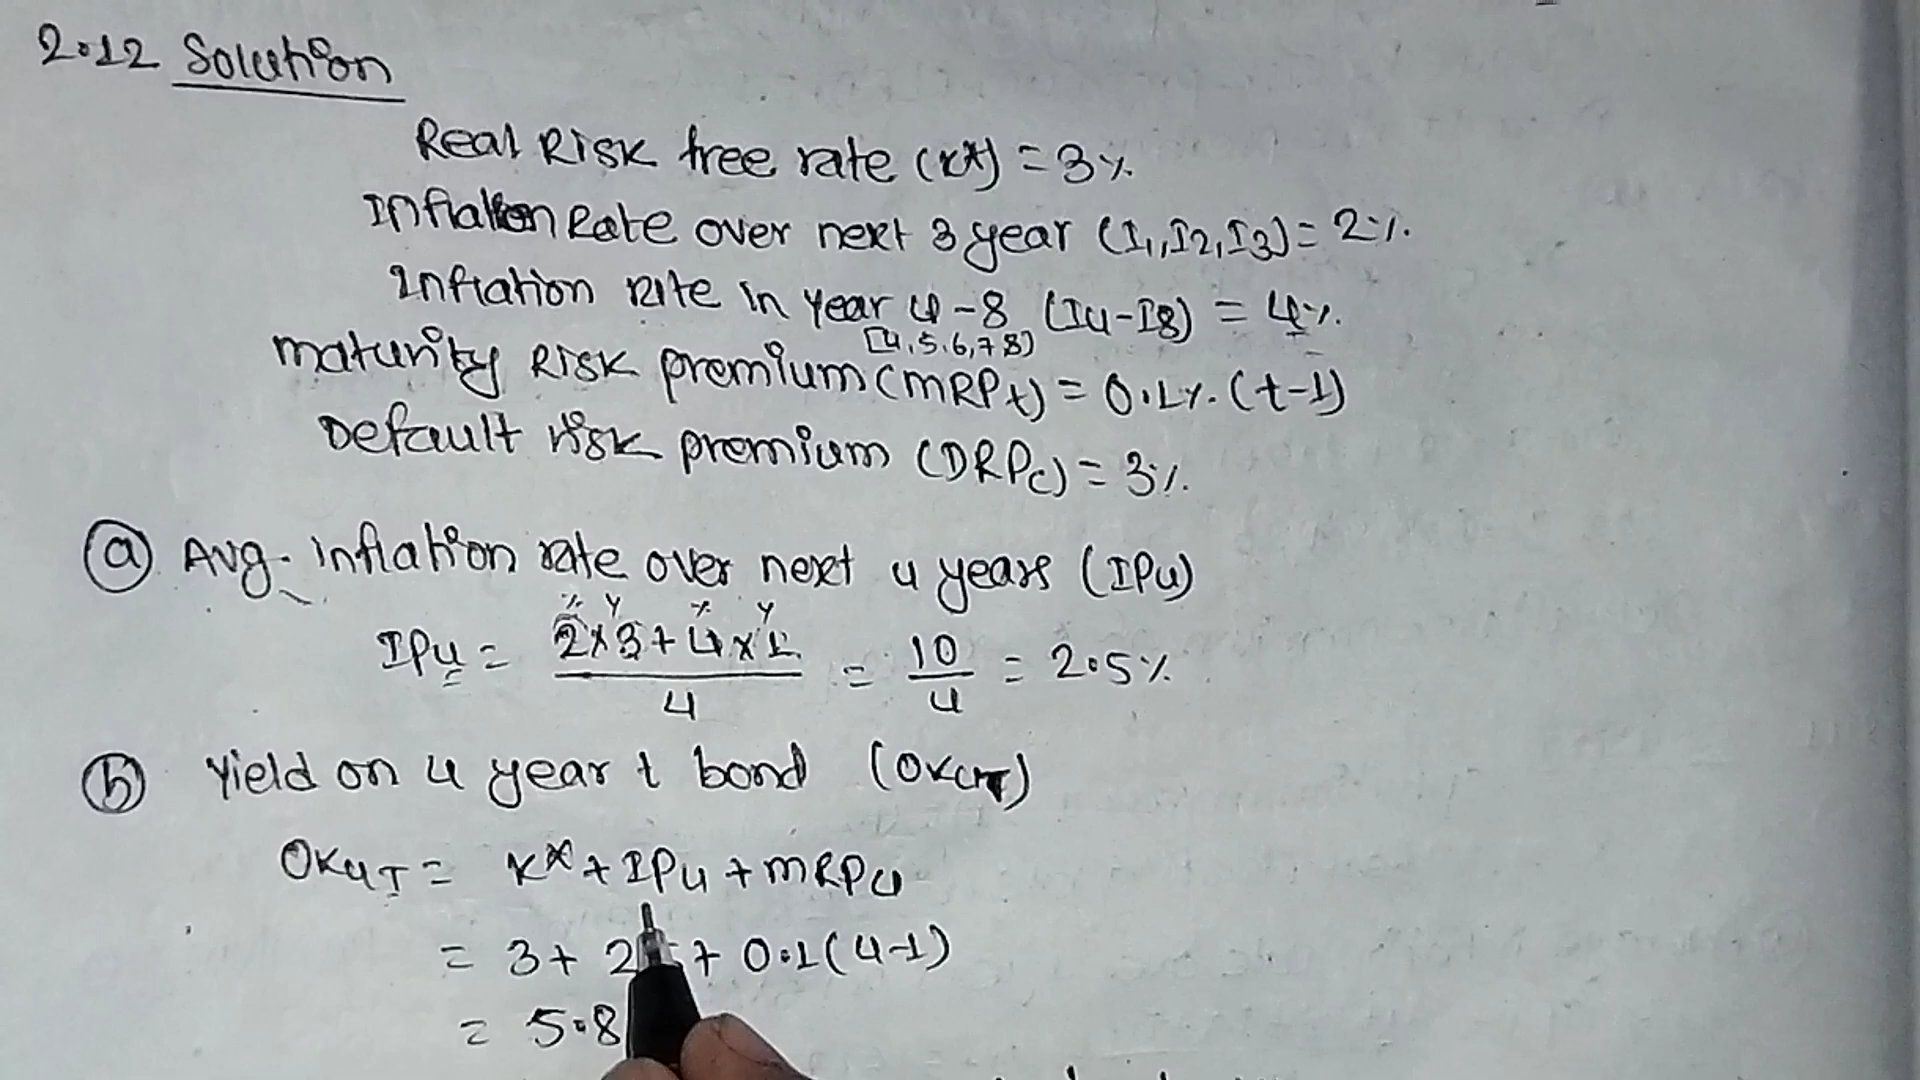 2.12 Solution
Real Risk free rate (K*) = 3%
Inflation Rate over next 3 year (I1, I2, I3) = 2%.
Inflation rate in year 4-8 (I4-I8) = 4%.
[4,5,6,7 8]
Maturity Risk premium (MRPt) = 0.1%. (t-1)
Default risk premium (DRPc) = 3%.
(a) Avg. inflation rate over next 4 years (IP4)
% Y % Y
IP4 = 2×3+4×1 / 4 = 10/4 = 2.5%
(b) Yield on 4 year t bond
OK4T = K* + IP4 + MRP4
= 3 + 2 + 0.1(4-1)
= 5.8